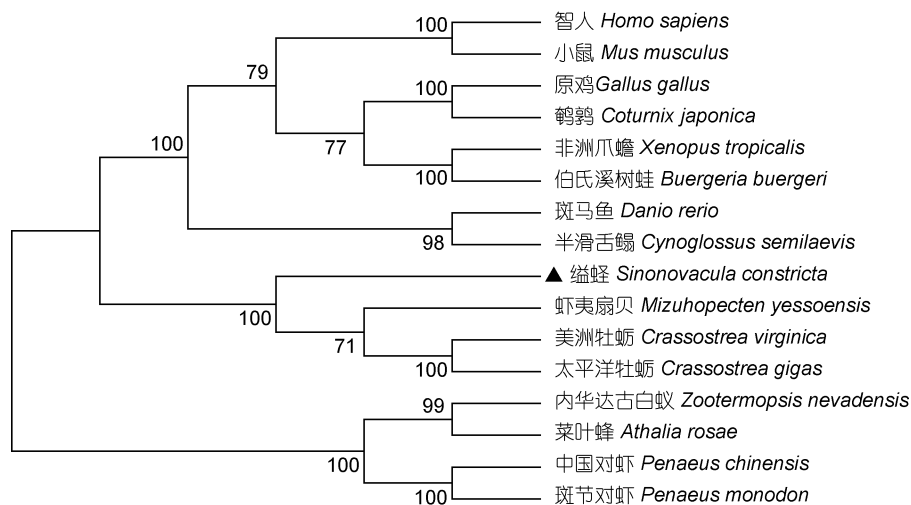 100
智人 Homo sapiens
小鼠 Mus musculus
79
原鸡Gallus gallus
100
鹌鹑 Coturnix japonica
77
100
非洲爪蟾 Xenopus tropicalis
100
伯氏溪树蛙 Buergeria buergeri
斑马鱼 Danio rerio
98
半滑舌鳎 Cynoglossus semilaevis
▲ 缢蛏 Sinonovacula constricta
100
虾夷扇贝 Mizuhopecten yessoensis
71
美洲牡蛎 Crassostrea virginica
100
太平洋牡蛎 Crassostrea gigas
99
内华达古白蚁 Zootermopsis nevadensis
菜叶蜂 Athalia rosae
100
中国对虾 Penaeus chinensis
100
斑节对虾 Penaeus monodon